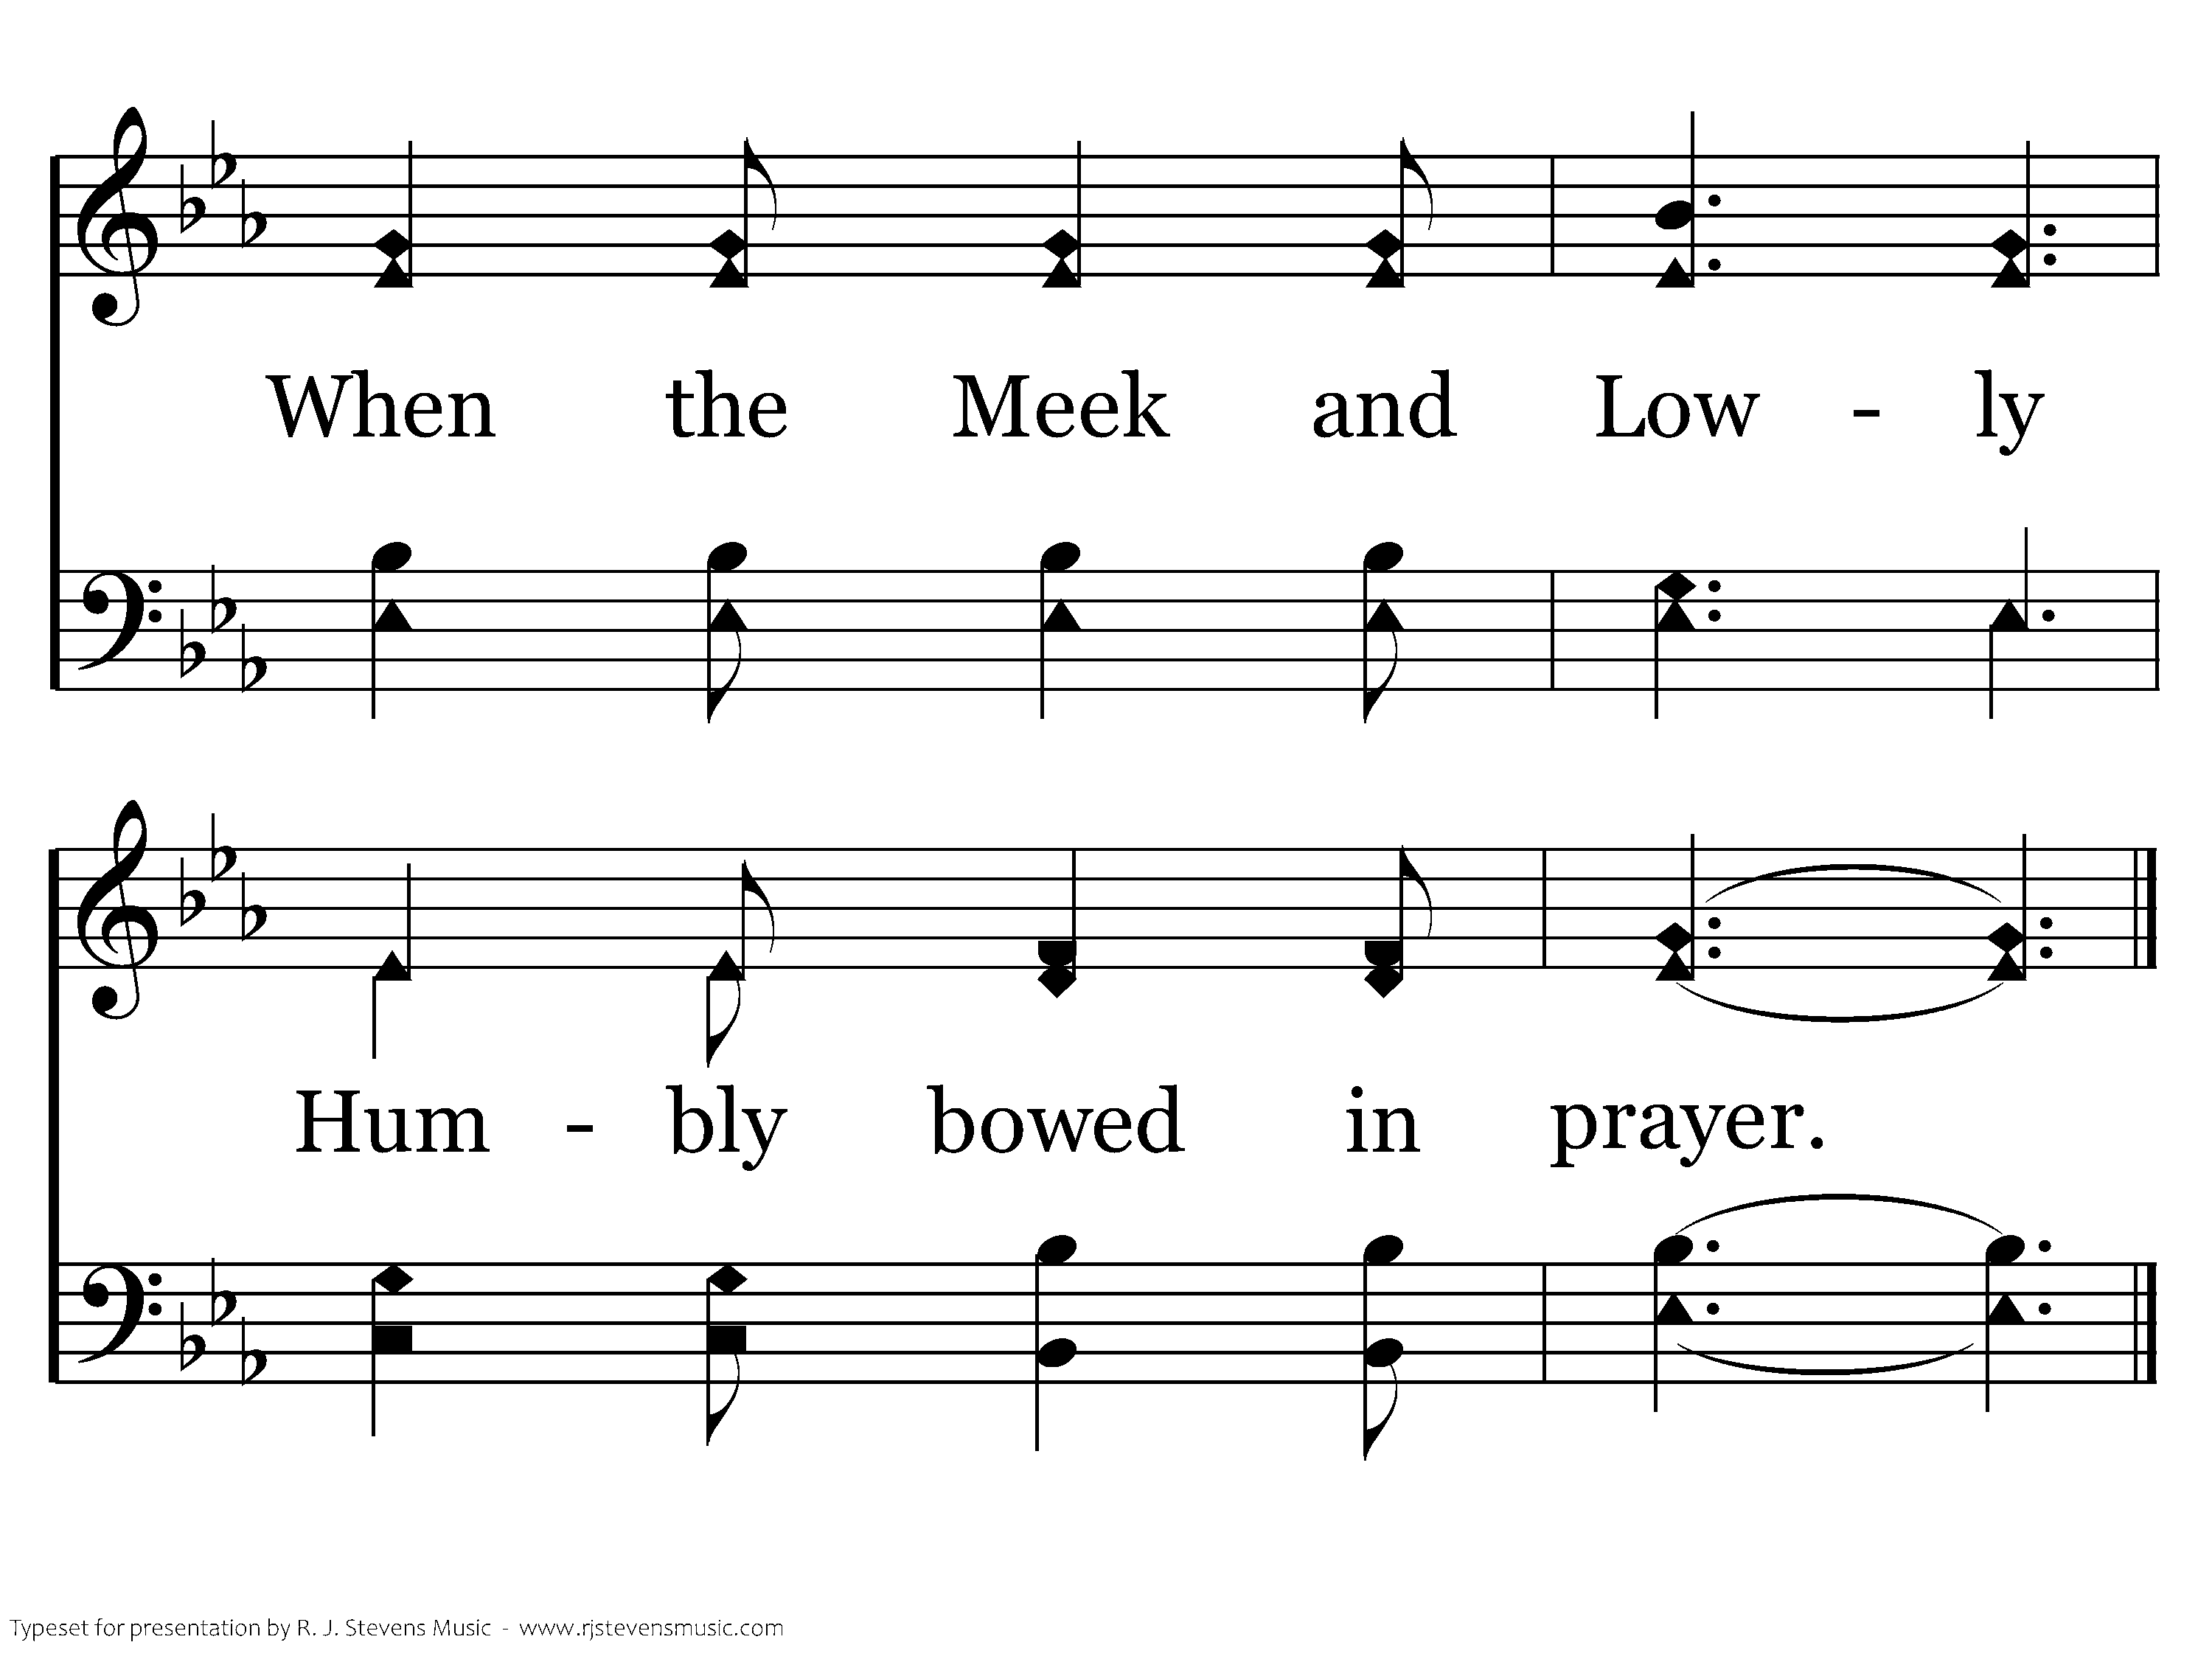 When the Meek and Low - ly
Hum - bly bowed in prayer.
Typeset for presentation by R. J. Stevens Music - www.rjstevensmusic.com